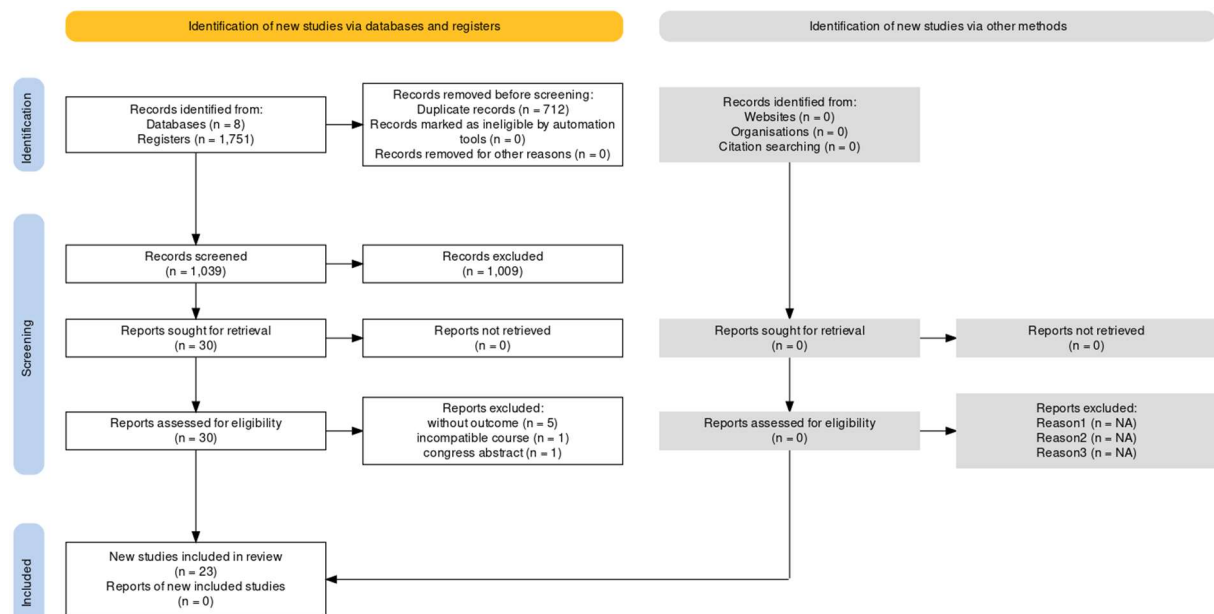 Identification of new studies via databases and registers
Identification of new studies via other methods
Identification
Records identified from:
Databases (n = 8)
Registers (n = 1,751)
Records removed before screening:
Duplicate records (n = 712)
Records marked as ineligible by automation
tools (n = 0)
Records removed for other reasons (n = 0)
Records identified from:
Websites (n = 0)
Organisations (n = 0)
Citation searching (n = 0)
Screening
Records screened
(n = 1,039)
Records excluded
(n = 1,009)
Reports sought for retrieval
(n = 30)
Reports not retrieved
(n = 0)
Reports sought for retrieval
(n = 0)
Reports not retrieved
(n = 0)
Reports assessed for eligibility
(n = 30)
Reports excluded:
without outcome (n = 5)
incompatible course (n = 1)
congress abstract (n = 1)
Reports assessed for eligibility
(n = 0)
Reports excluded:
Reason1 (n = NA)
Reason2 (n = NA)
Reason3 (n = NA)
Included
New studies included in review
(n = 23)
Reports of new included studies
(n = 0)